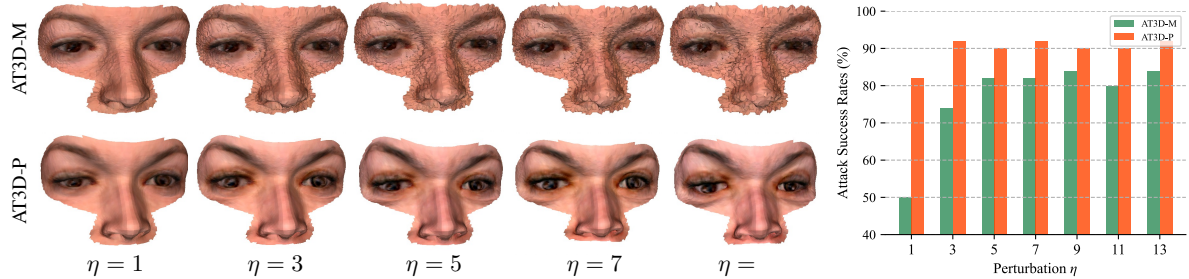 AT3D-M
AT3D-P
η = 1
η = 3
η = 5
η = 7
η =
Attack Success Rates (%)
100
90
80
70
60
50
40
1
3
5
7
9
11
13
Perturbation η
AT3D-M
AT3D-P